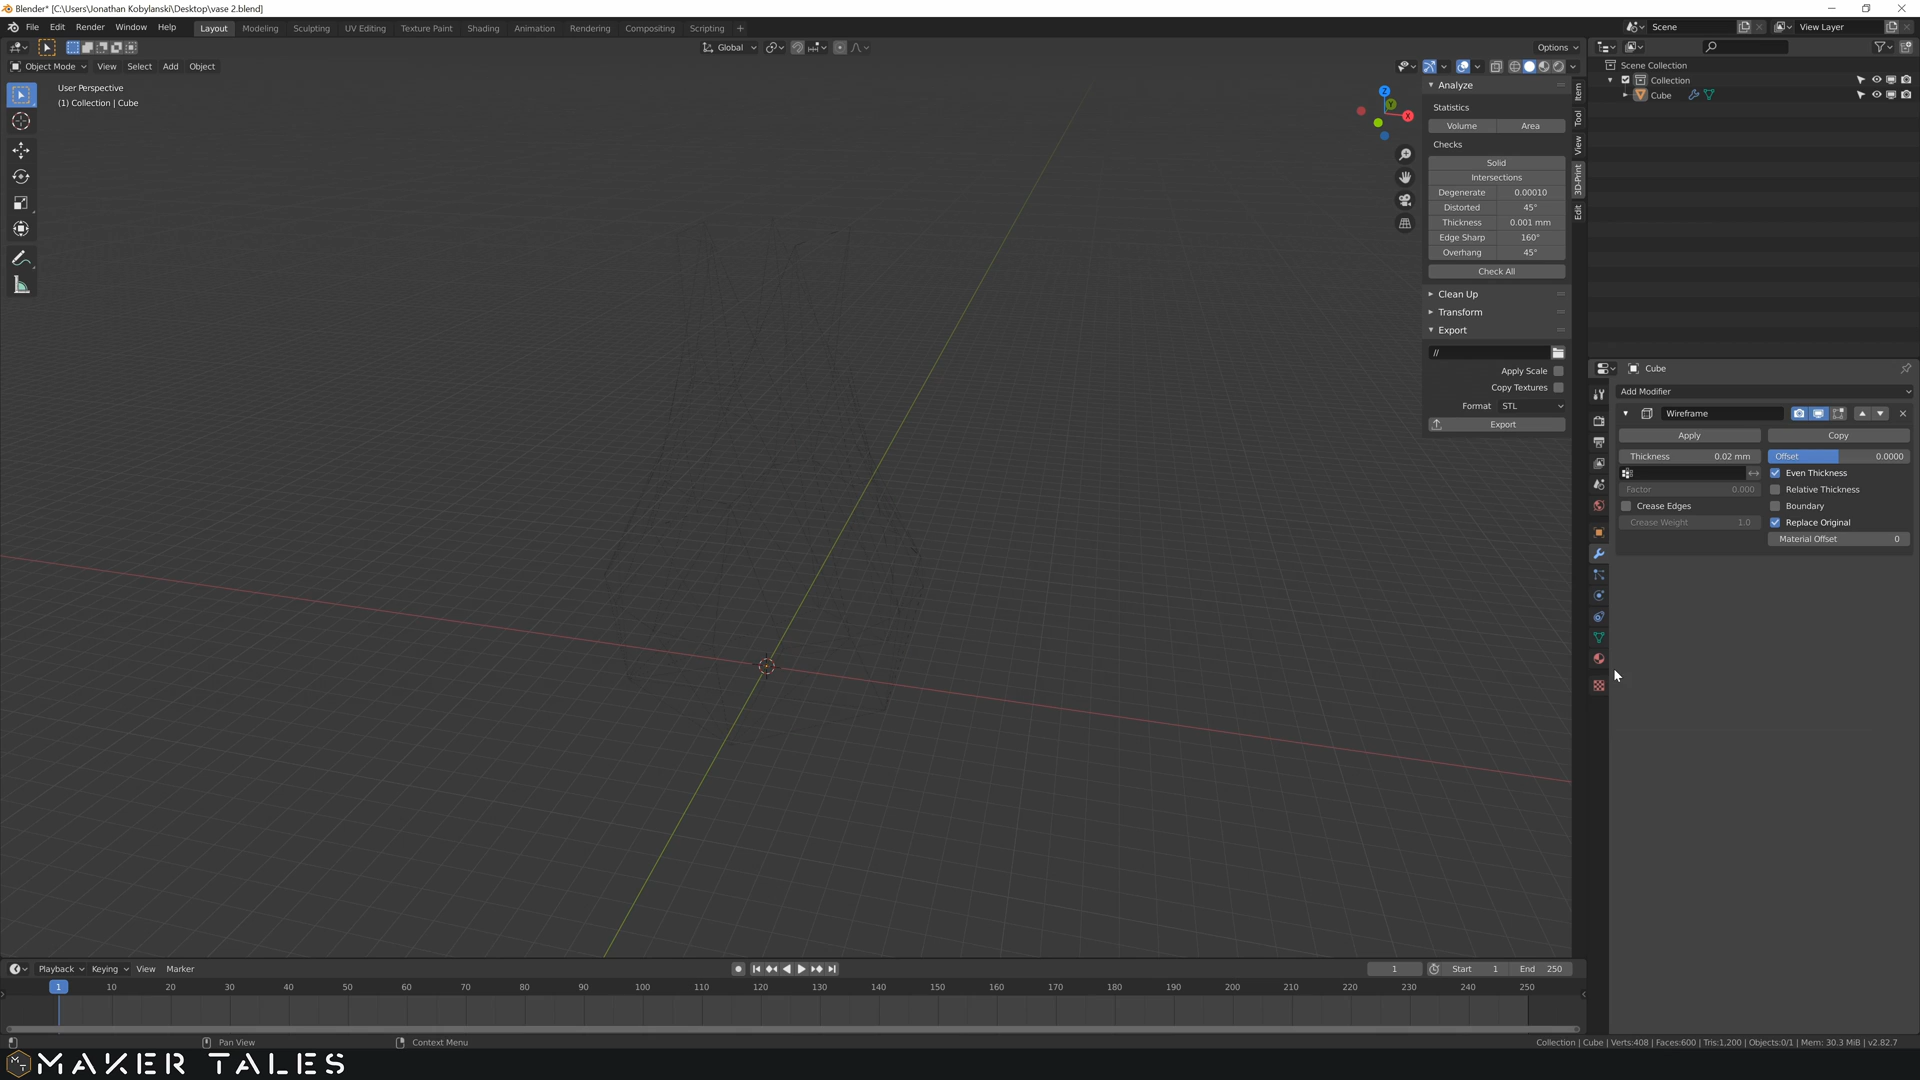 Blender* [C:\Users\Jonathan Kobylanski\Desktop\vase 2.blend]
File Edit Render Window Help
Layout Modeling Sculpting UV Editing Texture Paint Shading Animation Rendering Compositing Scripting +
Scene
View Layer
Global
Options
Object Mode View Select Add Object
User Perspective
(1) Collection | Cube
Z
Y
X
Analyze
Statistics
Volume Area
Checks
Solid
Intersections
Degenerate 0.00010
Distorted 45°
Thickness 0.001 mm
Edge Sharp 160°
Overhang 45°
Check All
Clean Up
Transform
Export
//
Apply Scale
Copy Textures
Format STL
Export
Item
Tool
View
3D-Print
Edit
Scene Collection
Collection
Cube
Cube
Add Modifier
Wireframe
Apply Copy
Thickness 0.02 mm Offset 0.0000
Even Thickness
Factor 0.000 Relative Thickness
Crease Edges Boundary
Crease Weight 1.0 Replace Original
Material Offset 0
Playback Keying View Marker
1 Start 1 End 250
1 10 20 30 40 50 60 70 80 90 100 110 120 130 140 150 160 170 180 190 200 210 220 230 240 250
Pan View
Context Menu
Collection | Cube | Verts:408 | Faces:600 | Tris:1,200 | Objects:0/1 | Mem: 30.3 MiB | v2.82.7
MAKER TALES